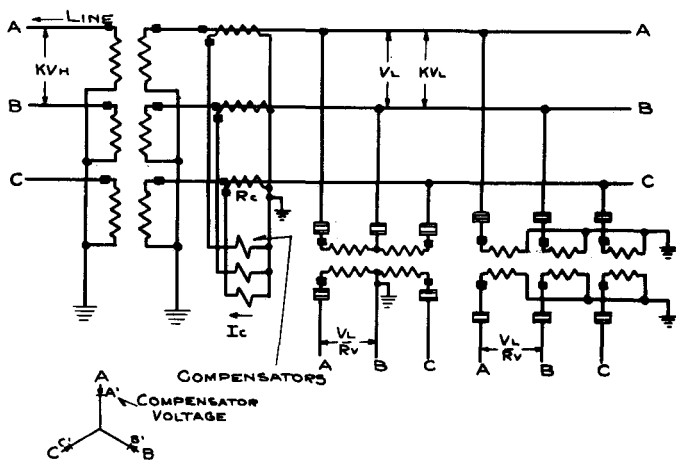 LINE
A
KVH
B
C
VL
KVL
A
B
C
RC
IC
COMPENSATORS
VL
RV
A
B
C
VL
RV
A
B
C
A
A'
COMPENSATOR
VOLTAGE
C
C'
B'
B